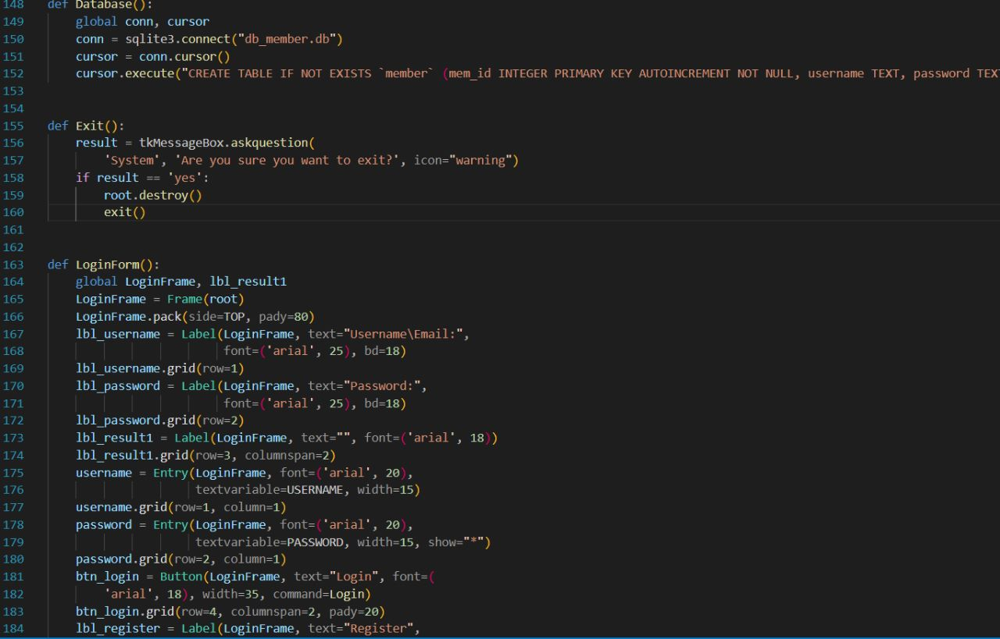 148 def Database():
149     global conn, cursor
150     conn = sqlite3.connect("db_member.db")
151     cursor = conn.cursor()
152     cursor.execute("CREATE TABLE IF NOT EXISTS `member` (mem_id INTEGER PRIMARY KEY AUTOINCREMENT NOT NULL, username TEXT, password TEXT
153
154
155 def Exit():
156     result = tkMessageBox.askquestion(
157         'System', 'Are you sure you want to exit?', icon="warning")
158     if result == 'yes':
159         root.destroy()
160         exit()
161
162
163 def LoginForm():
164     global LoginFrame, lbl_result1
165     LoginFrame = Frame(root)
166     LoginFrame.pack(side=TOP, pady=80)
167     lbl_username = Label(LoginFrame, text="Username\Email:",
168                          font=('arial', 25), bd=18)
169     lbl_username.grid(row=1)
170     lbl_password = Label(LoginFrame, text="Password:",
171                          font=('arial', 25), bd=18)
172     lbl_password.grid(row=2)
173     lbl_result1 = Label(LoginFrame, text="", font=('arial', 18))
174     lbl_result1.grid(row=3, columnspan=2)
175     username = Entry(LoginFrame, font=('arial', 20),
176                      textvariable=USERNAME, width=15)
177     username.grid(row=1, column=1)
178     password = Entry(LoginFrame, font=('arial', 20),
179                      textvariable=PASSWORD, width=15, show="*")
180     password.grid(row=2, column=1)
181     btn_login = Button(LoginFrame, text="Login", font=(
182         'arial', 18), width=35, command=Login)
183     btn_login.grid(row=4, columnspan=2, pady=20)
184     lbl_register = Label(LoginFrame, text="Register",